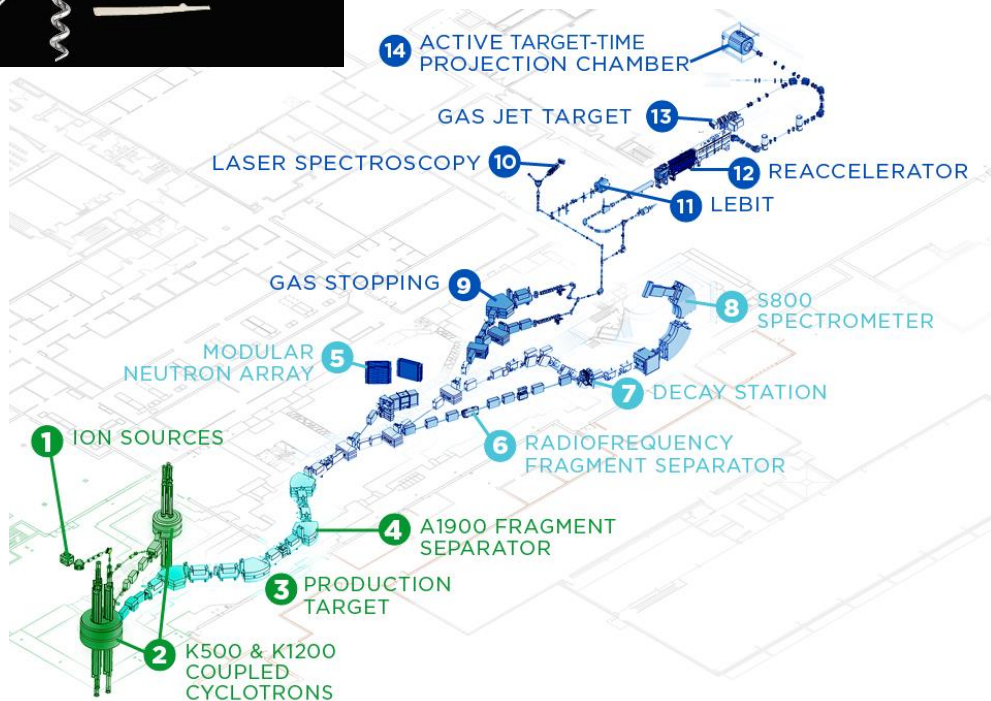 14 ACTIVE TARGET-TIME
PROJECTION CHAMBER
GAS JET TARGET 13
LASER SPECTROSCOPY 10
12 REACCELERATOR
11 LEBIT
GAS STOPPING 9
8 S800
SPECTROMETER
MODULAR 5
NEUTRON ARRAY
7 DECAY STATION
6 RADIOFREQUENCY
FRAGMENT SEPARATOR
1 ION SOURCES
4 A1900 FRAGMENT
SEPARATOR
3 PRODUCTION
TARGET
2 K500 & K1200
COUPLED
CYCLOTRONS